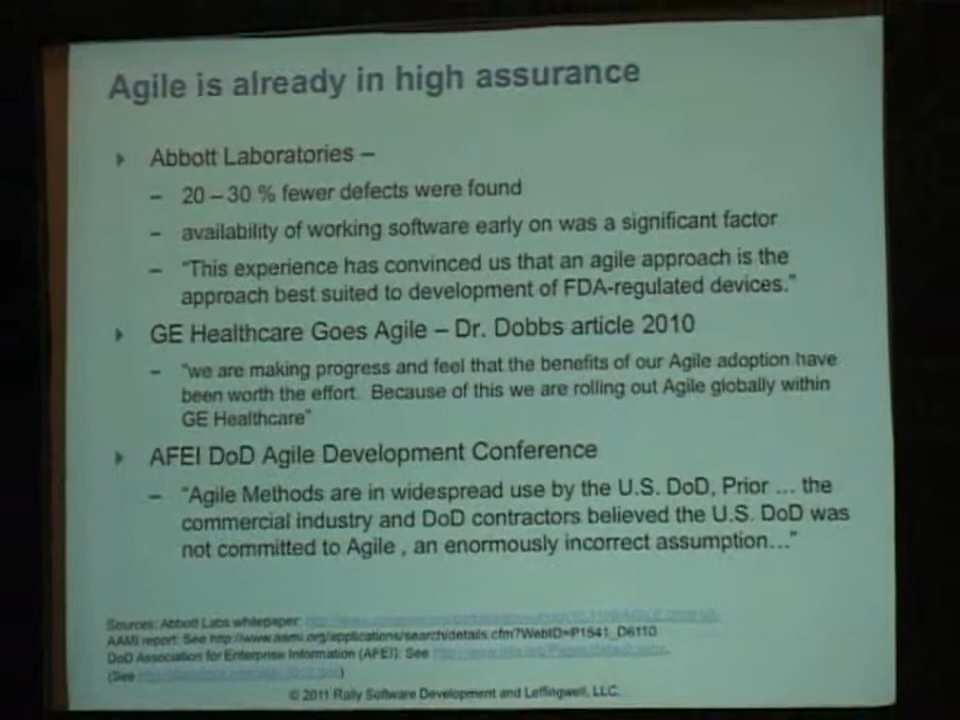 Agile is already in high assurance
Abbott Laboratories –
– 20 – 30 % fewer defects were found
– availability of working software early on was a significant factor
– "This experience has convinced us that an agile approach is the
approach best suited to development of FDA-regulated devices."
GE Healthcare Goes Agile – Dr. Dobbs article 2010
– "we are making progress and feel that the benefits of our Agile adoption have
been worth the effort. Because of this we are rolling out Agile globally within
GE Healthcare"
AFEI DoD Agile Development Conference
– "Agile Methods are in widespread use by the U.S. DoD, Prior ... the
commercial industry and DoD contractors believed the U.S. DoD was
not committed to Agile , an enormously incorrect assumption..."
Sources: Abbott Labs whitepaper:
AAMI report: See http://www.aami.org/applications/search/details.cfm?WebID=P1541_D6110
DoD Association for Enterprise Information (AFEI): See
(See )
© 2011 Rally Software Development and Leffingwell, LLC.